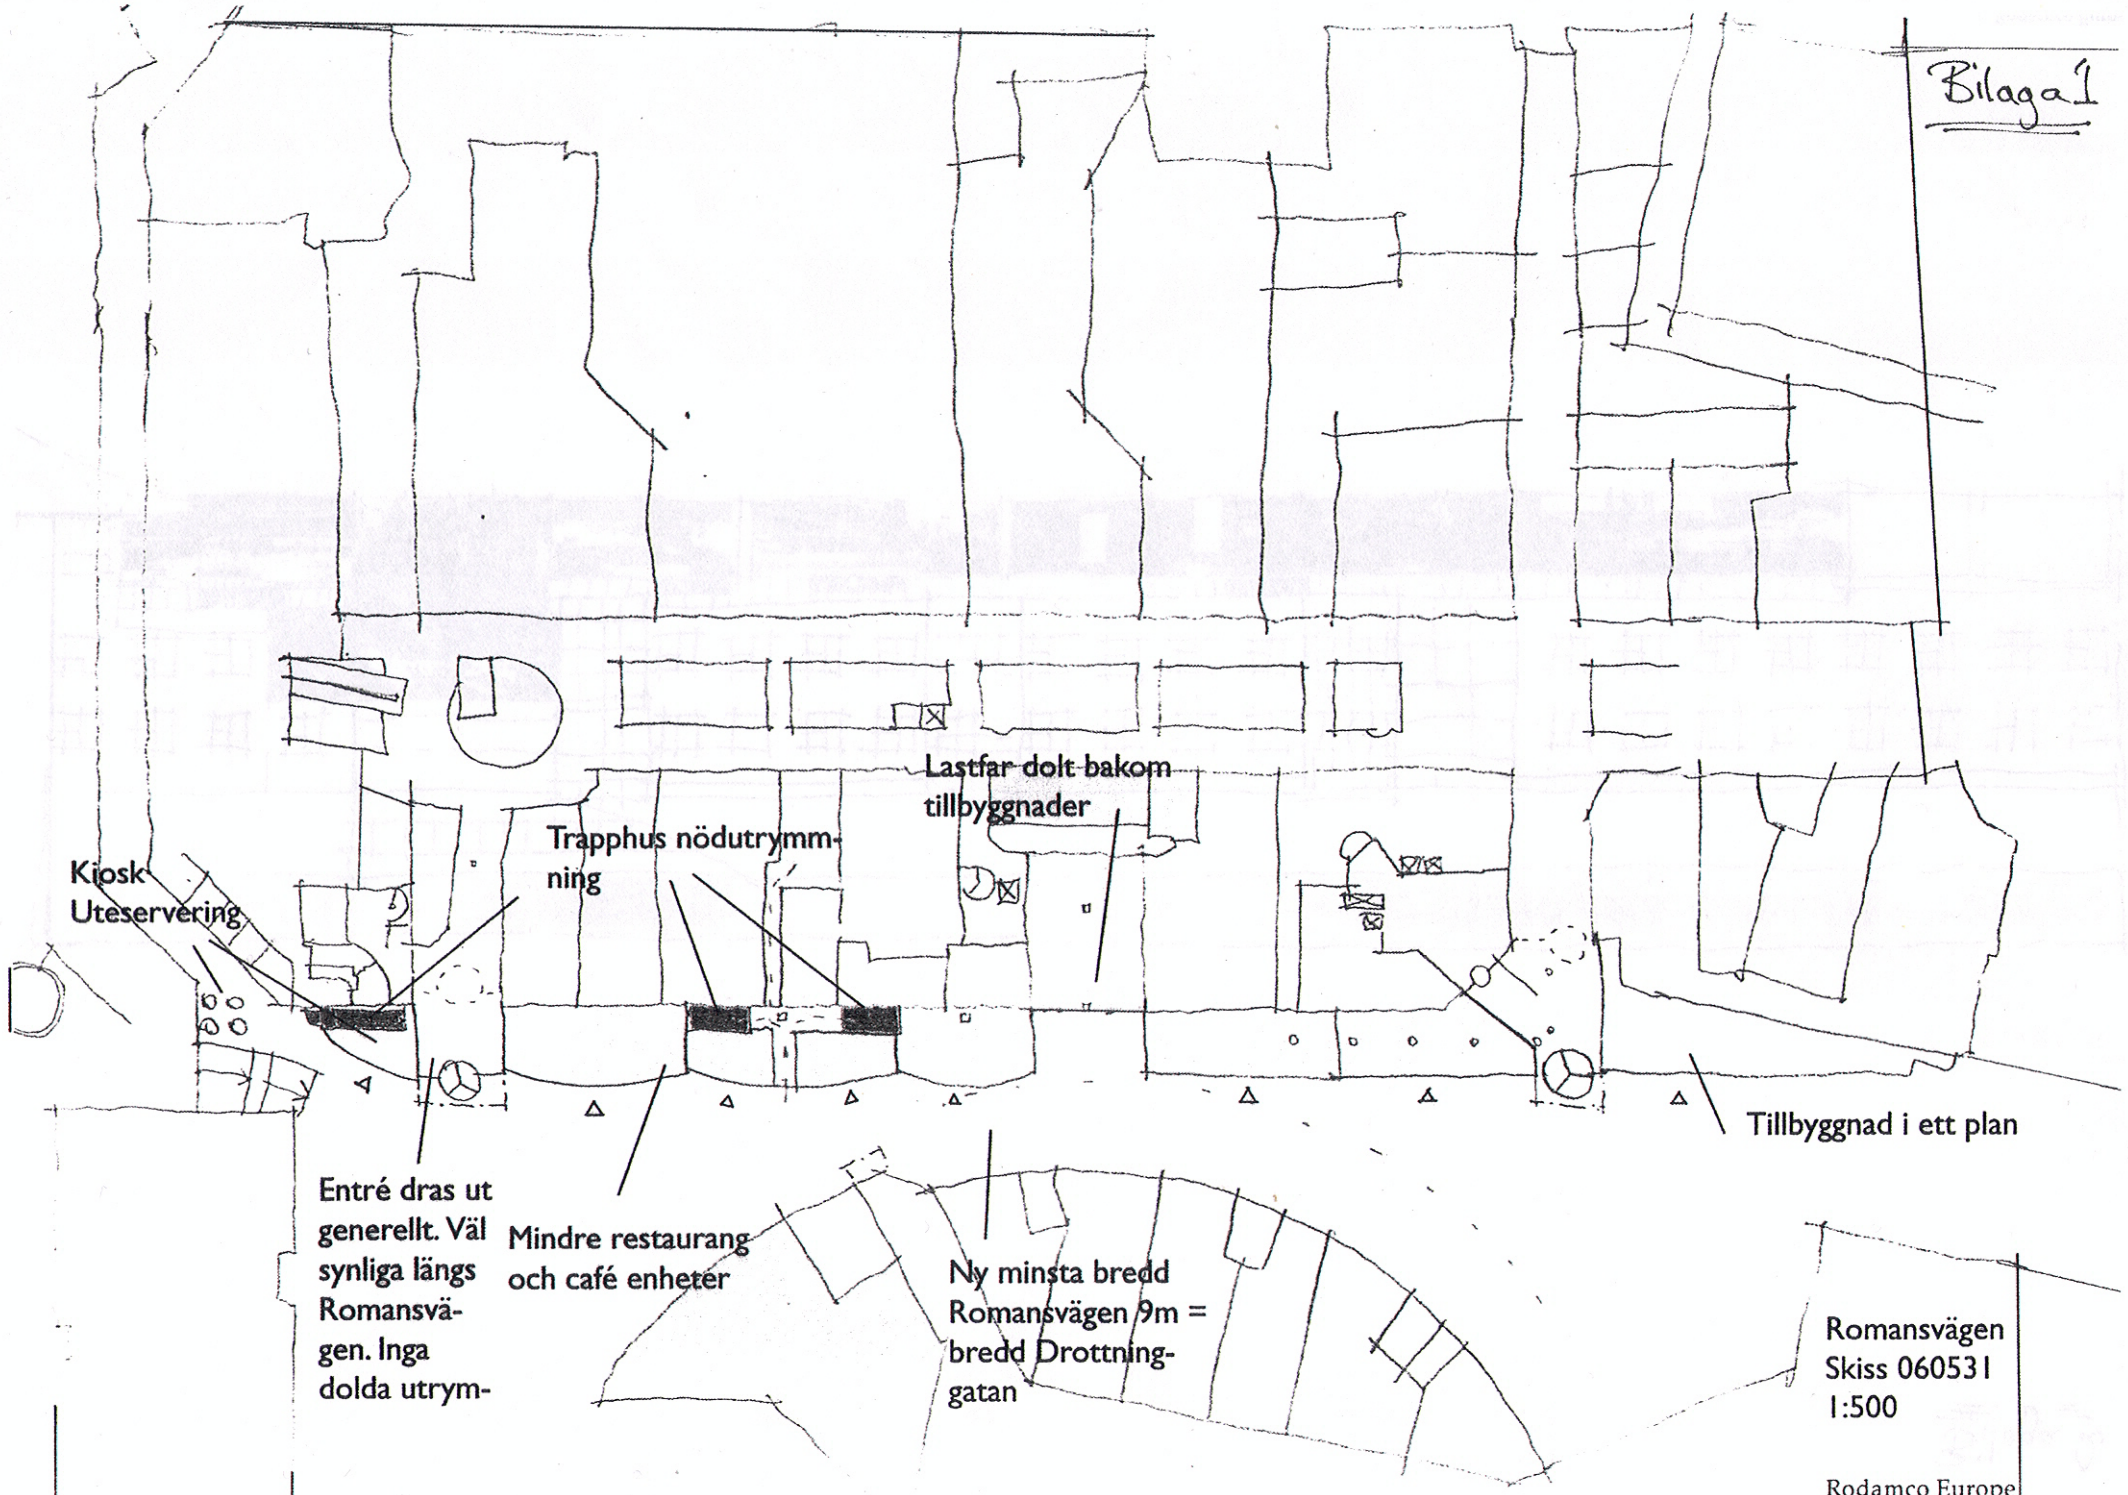 Bilaga 1
Lastfar dolt bakom
tillbyggnader
Trapphus nödutrymm-
ning
Kiosk
Uteservering
Tillbyggnad i ett plan
Entré dras ut
generellt. Väl
synliga längs
Romansvä-
gen. Inga
dolda utrym-
Mindre restaurang
och café enheter
Ny minsta bredd
Romansvägen 9m =
bredd Drottning-
gatan
Romansvägen
Skiss 060531
1:500
Rodamco Europe